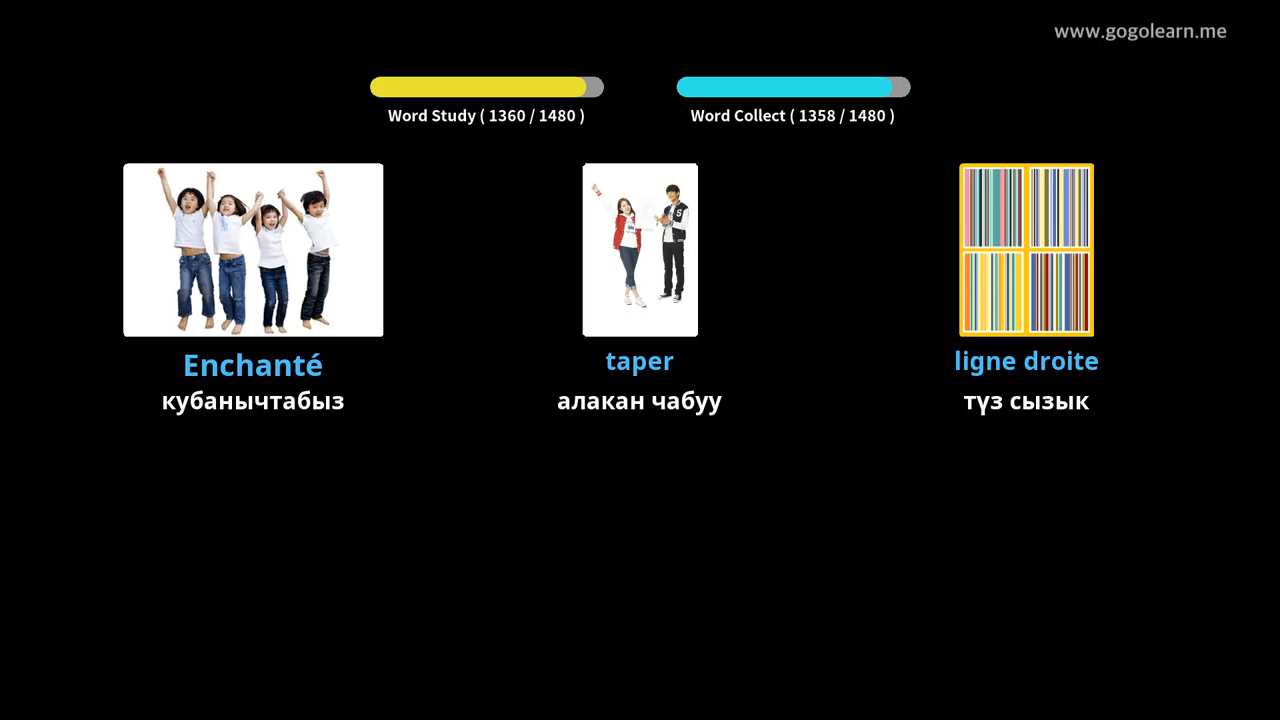 www.gogolearn.me
Word Study ( 1360 / 1480 )
Word Collect ( 1358 / 1480 )
Enchanté
taper
ligne droite
кубанычтабыз
алакан чабуу
түз сызык